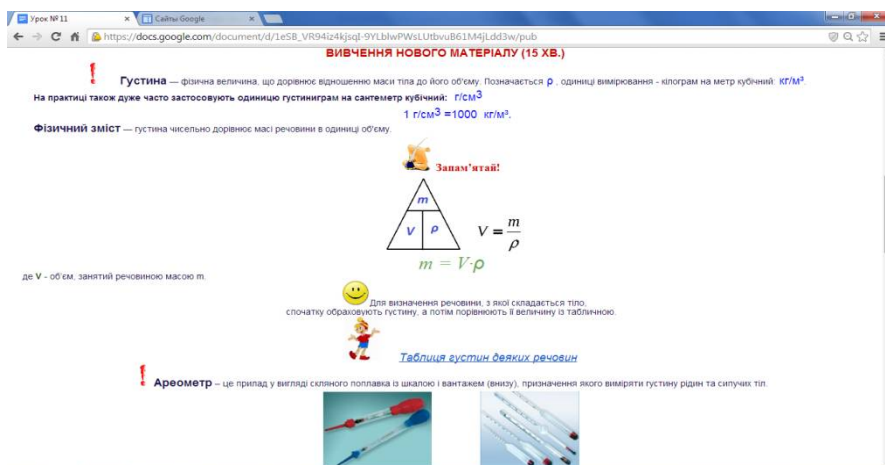 Урок № 11
Сайты Google
https://docs.google.com/document/d/1eS8_VR94iz4kjsqI-9YLblwPWsLUtbvuB61M4jLdd3w/pub
ВИВЧЕННЯ НОВОГО МАТЕРІАЛУ (15 ХВ.)
Густина — фізична величина, що дорівнює відношенню маси тіла до його об'єму. Позначається ρ , одиниці вимірювання - кілограм на метр кубічний: кг/м³
На практиці також дуже часто застосовують одиницю густиниграм на сантеметр кубічний: г/см³
1 г/см³ =1000 кг/м³.
Фізичний зміст — густина чисельно дорівнює масі речовини в одиниці об'єму.
Запам'ятай!
m
V ρ
V = m/ρ
m = V·ρ
де V - об'єм, занятий речовиною масою m.
Для визначення речовини, з якої складається тіло,
спочатку обраховують густину, а потім порівнюють її величину із табличною.
Таблиця густин деяких речовин
Ареометр – це прилад у вигляді скляного поплавка із шкалою і вантажем (внизу), призначення якого виміряти густину рідин та сипучих тіл.